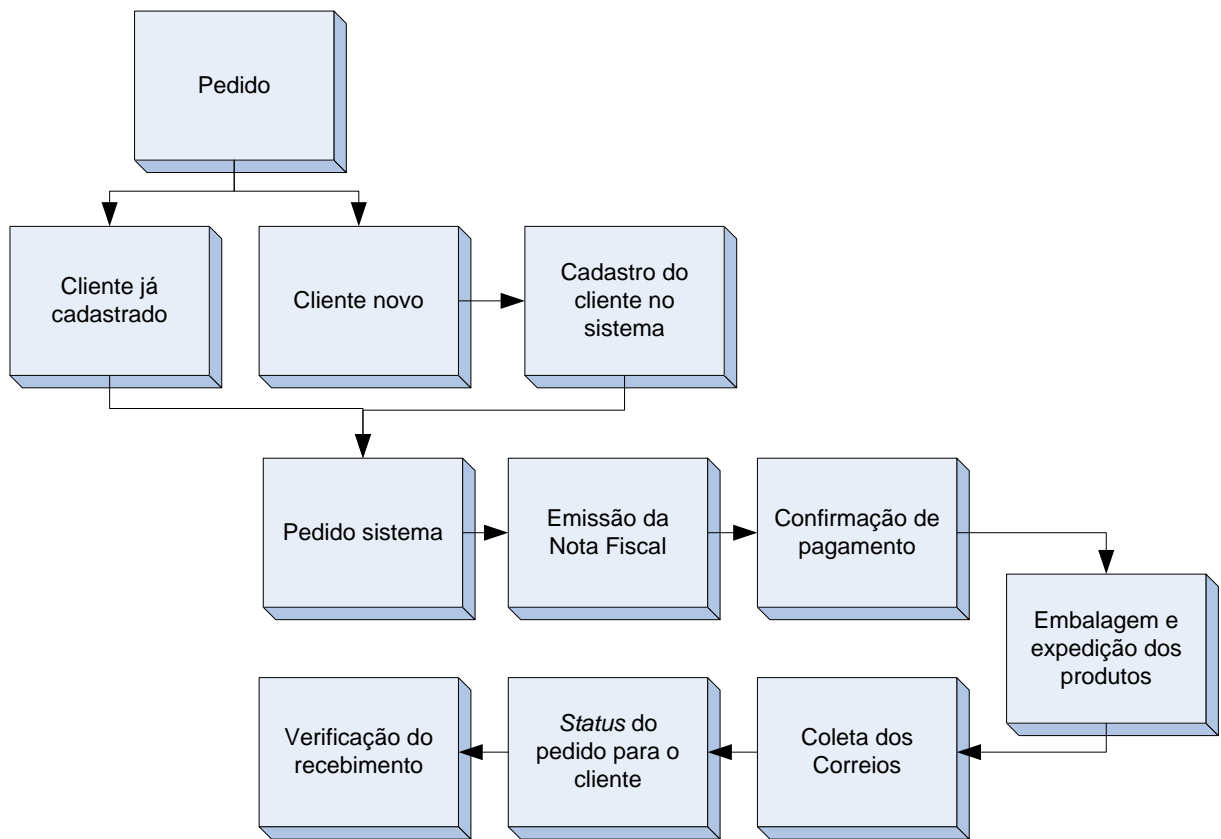 Pedido
Cliente já
cadastrado
Cliente novo
Cadastro do
cliente no
sistema
Pedido sistema
Emissão da
Nota Fiscal
Confirmação de
pagamento
Embalagem e
expedição dos
produtos
Verificação do
recebimento
Status do
pedido para o
cliente
Coleta dos
Correios